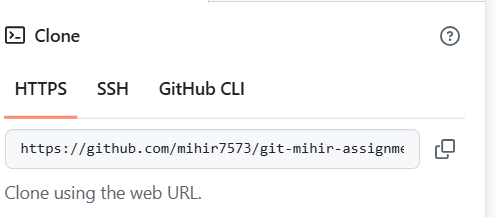 Clone
HTTPS SSH GitHub CLI
https://github.com/mihir7573/git-mihir-assignme
Clone using the web URL.